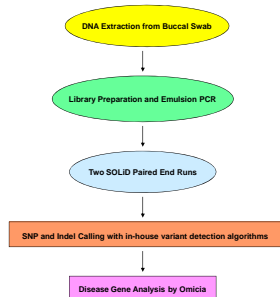 DNA Extraction from Buccal Swab
Library Preparation and Emulsion PCR
Two SOLiD Paired End Runs
SNP and Indel Calling with in-house variant detection algorithms
Disease Gene Analysis by Omicia